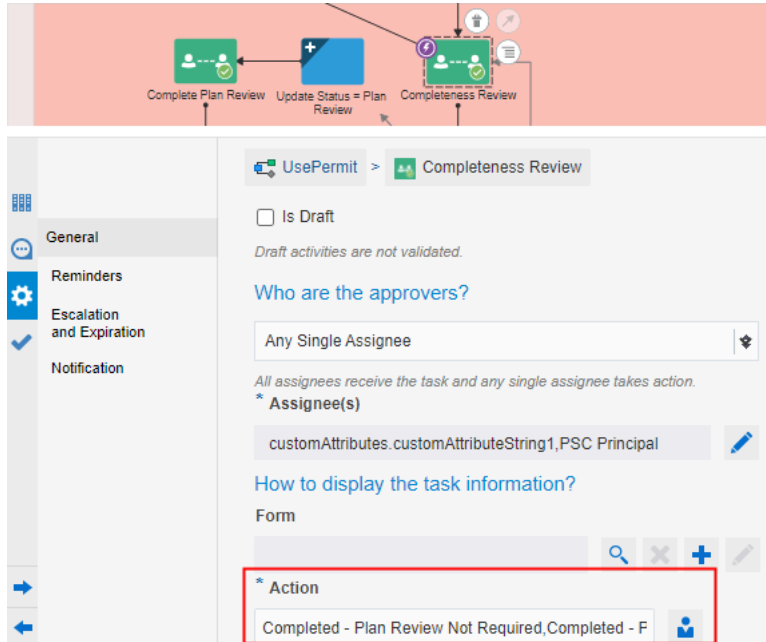 Complete Plan Review
Update Status = Plan
Review
Completeness Review
UsePermit > Completeness Review
Is Draft
Draft activities are not validated.
General
Reminders
Escalation
and Expiration
Notification
Who are the approvers?
Any Single Assignee
All assignees receive the task and any single assignee takes action.
* Assignee(s)
customAttributes.customAttributeString1,PSC Principal
How to display the task information?
Form
* Action
Completed - Plan Review Not Required,Completed - F